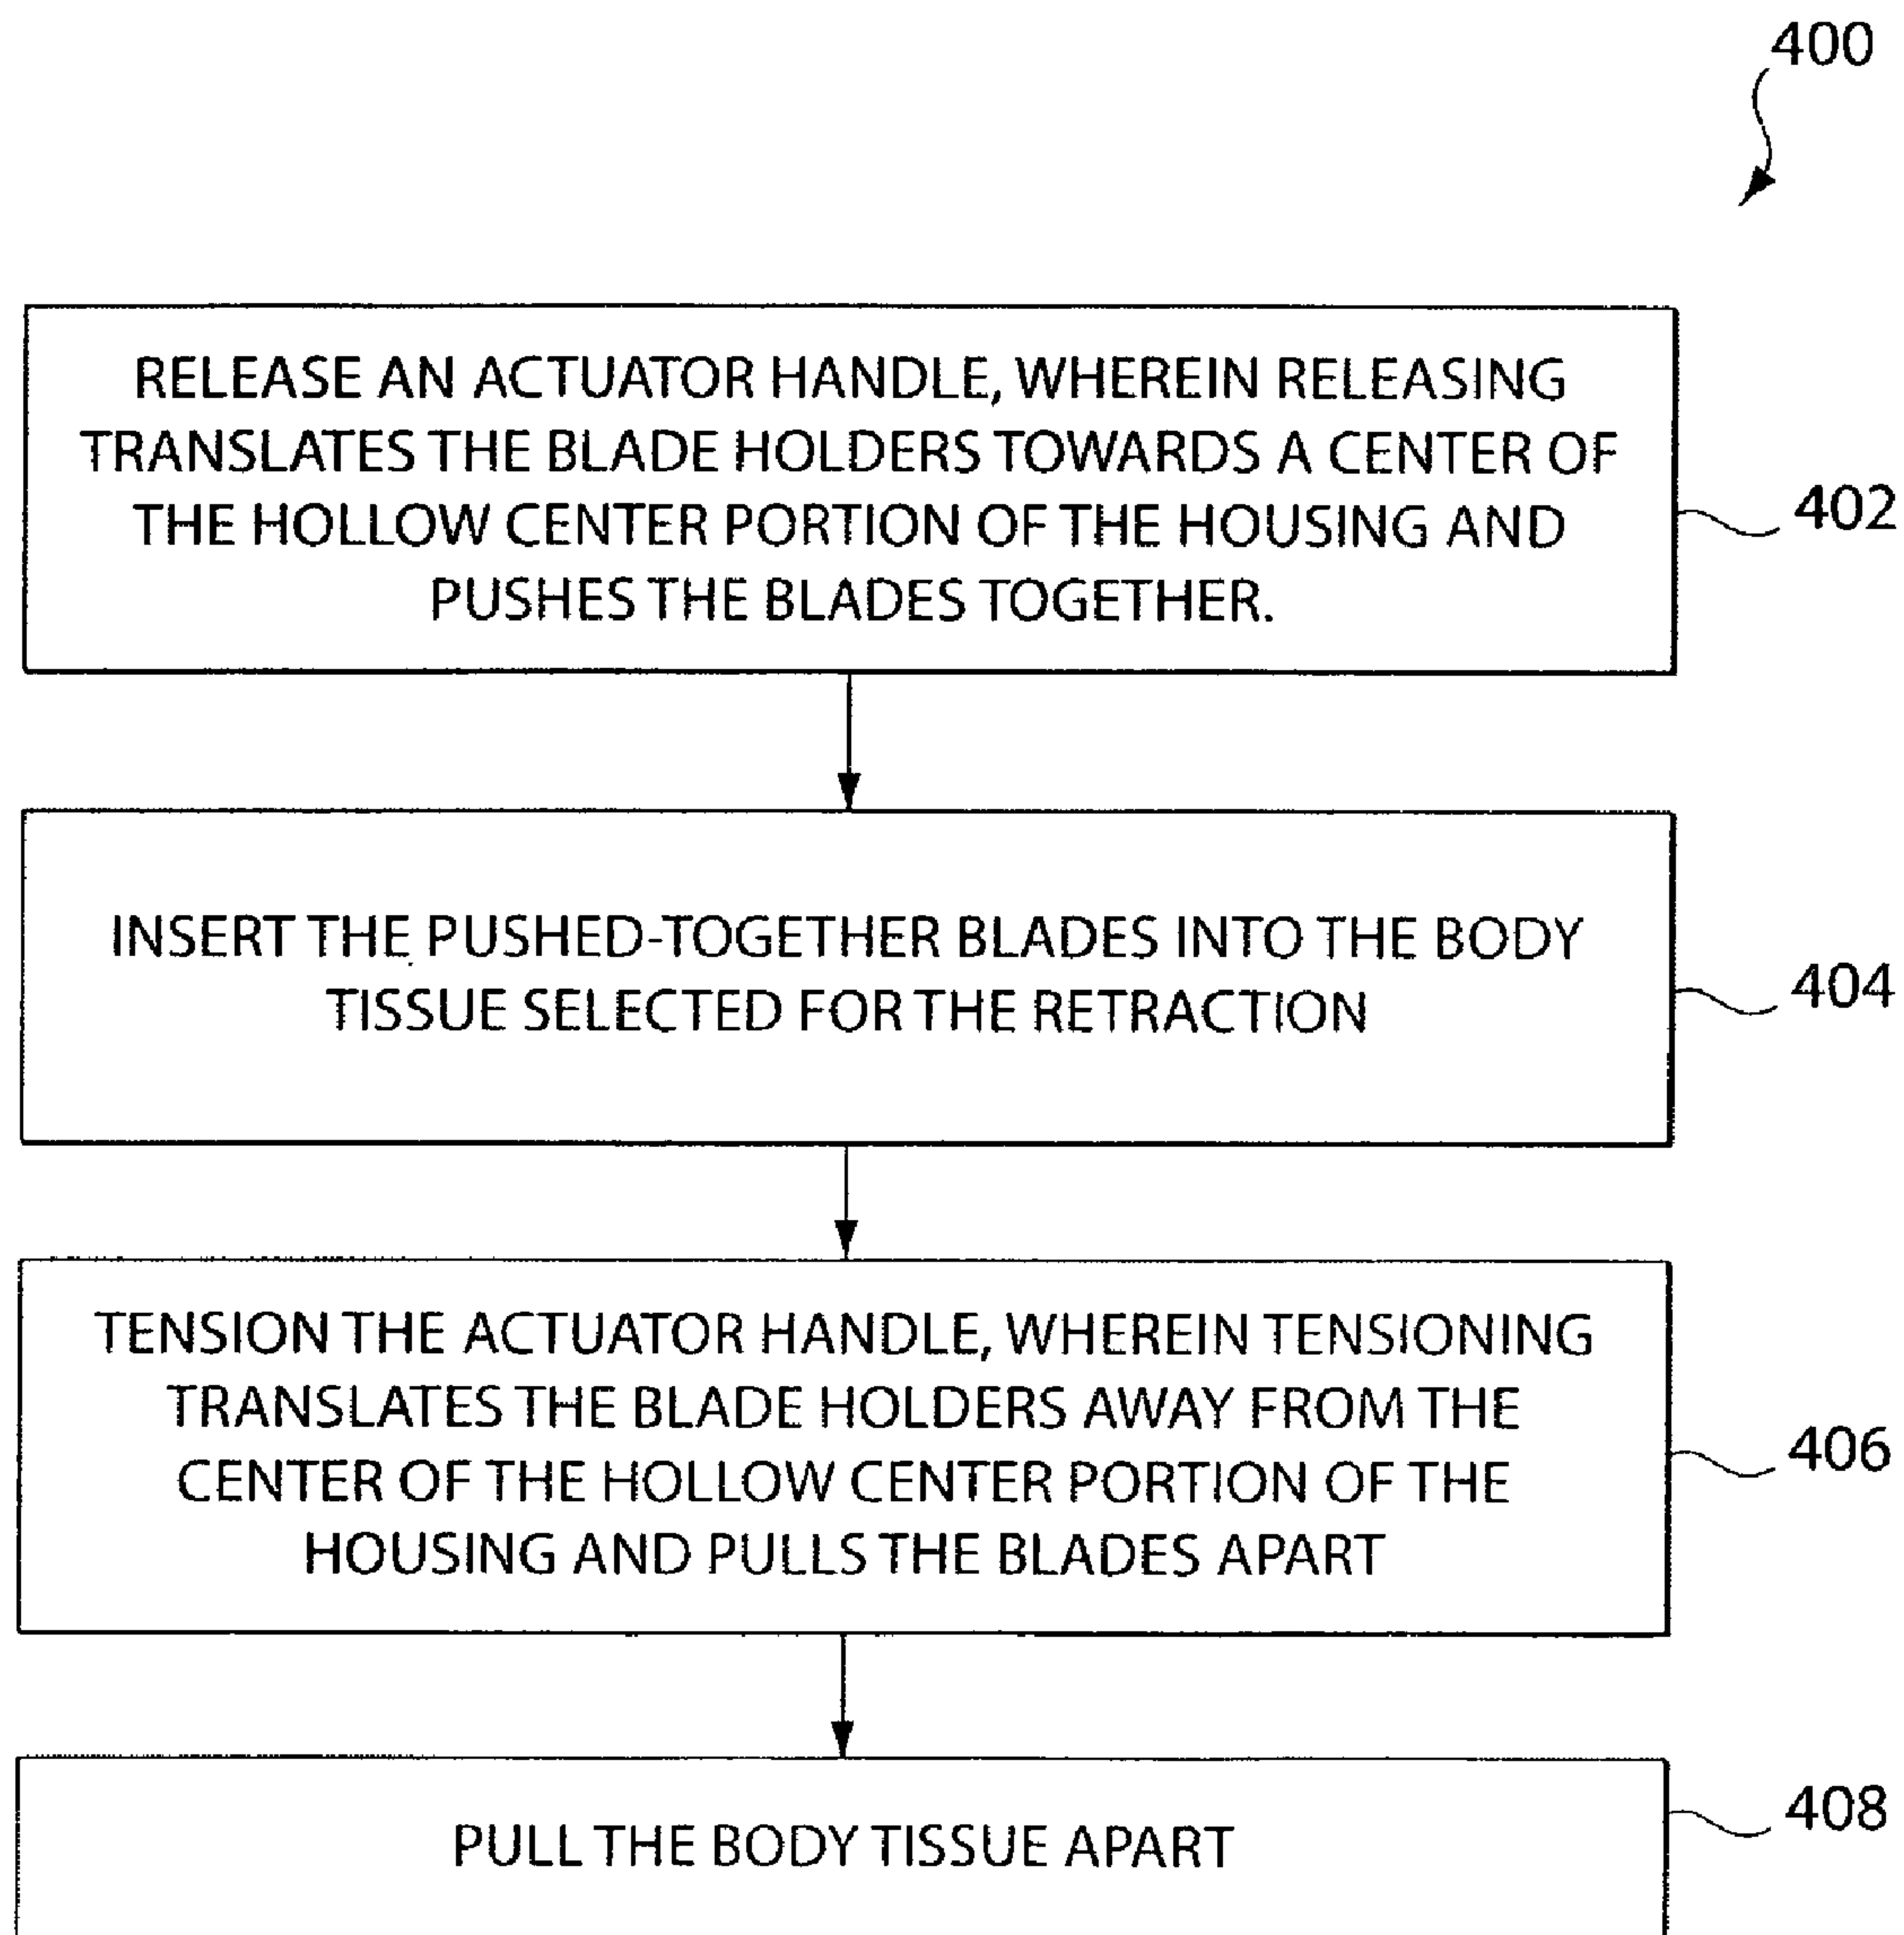 400
RELEASE AN ACTUATOR HANDLE, WHEREIN RELEASING
TRANSLATES THE BLADE HOLDERS TOWARDS A CENTER OF
THE HOLLOW CENTER PORTION OF THE HOUSING AND
PUSHES THE BLADES TOGETHER.
402
INSERT THE PUSHED-TOGETHER BLADES INTO THE BODY
TISSUE SELECTED FOR THE RETRACTION
404
TENSION THE ACTUATOR HANDLE, WHEREIN TENSIONING
TRANSLATES THE BLADE HOLDERS AWAY FROM THE
CENTER OF THE HOLLOW CENTER PORTION OF THE
HOUSING AND PULLS THE BLADES APART
406
PULL THE BODY TISSUE APART
408